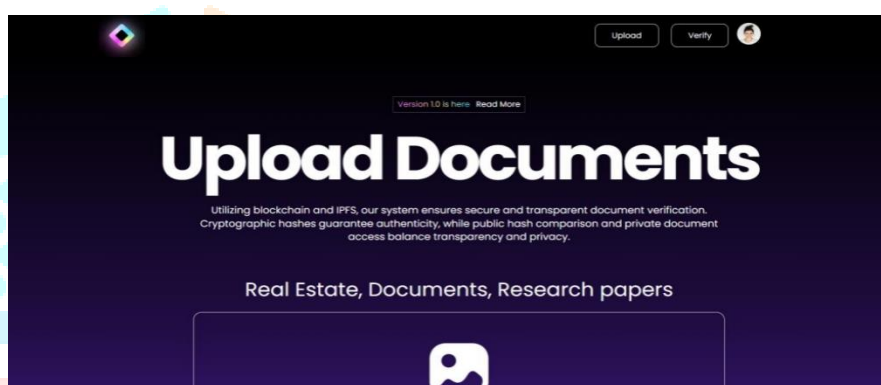 Upload Verify
Version 1.0 is here Read More
Upload Documents
Utilizing blockchain and IPFS, our system ensures secure and transparent document verification.
Cryptographic hashes guarantee authenticity, while public hash comparison and private document
access balance transparency and privacy.
Real Estate, Documents, Research papers